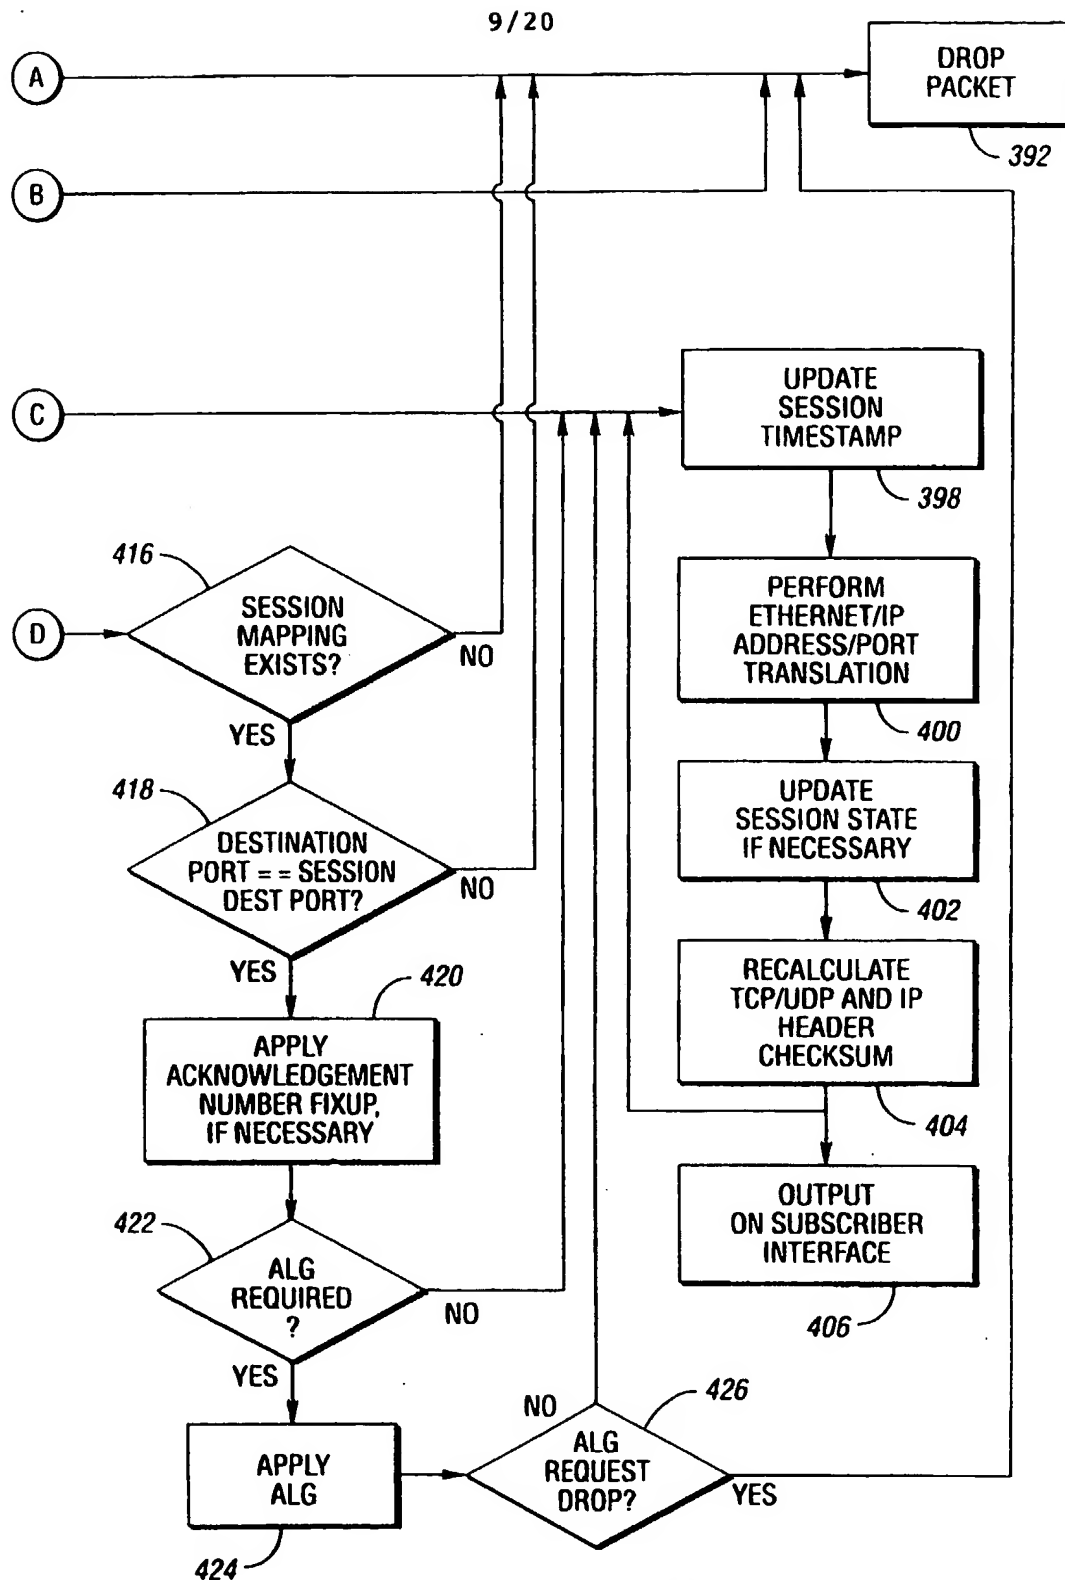 9/20
A
DROP
PACKET
392
B
C
UPDATE
SESSION
TIMESTAMP
398
416
D
SESSION
MAPPING
EXISTS?
NO
YES
PERFORM
ETHERNET/IP
ADDRESS/PORT
TRANSLATION
400
418
DESTINATION
PORT == SESSION
DEST PORT?
NO
YES
UPDATE
SESSION STATE
IF NECESSARY
402
420
APPLY
ACKNOWLEDGEMENT
NUMBER FIXUP,
IF NECESSARY
RECALCULATE
TCP/UDP AND IP
HEADER
CHECKSUM
404
422
ALG
REQUIRED
?
NO
YES
OUTPUT
ON SUBSCRIBER
INTERFACE
406
APPLY
ALG
424
NO
426
ALG
REQUEST
DROP?
YES